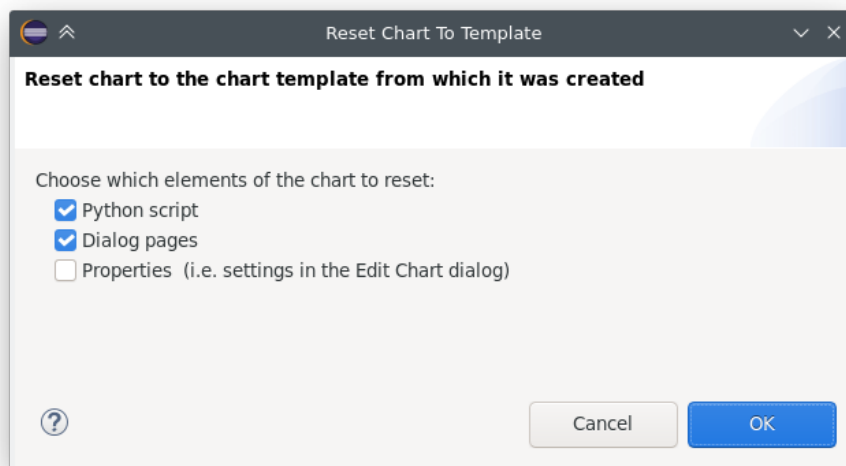 Reset Chart To Template
Reset chart to the chart template from which it was created
Choose which elements of the chart to reset:
Python script
Dialog pages
Properties (i.e. settings in the Edit Chart dialog)
?
Cancel
OK